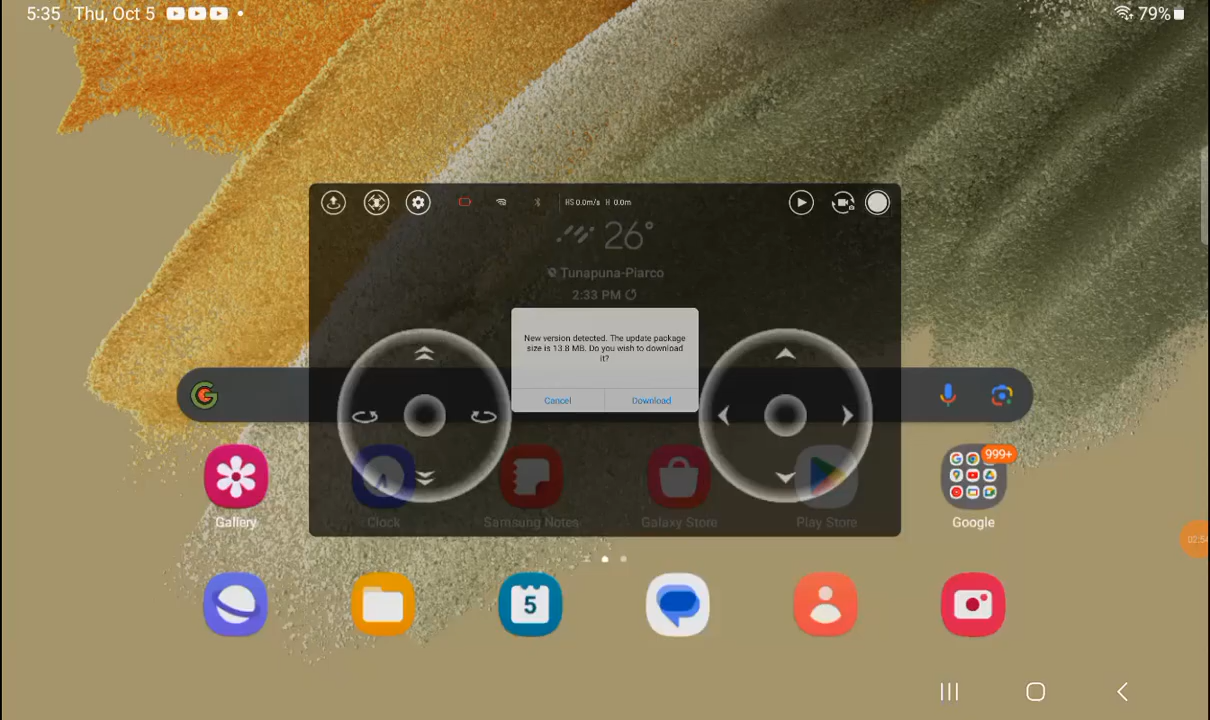 5:35 Thu, Oct 5
79%
HS 0.0m/s H 0.0m
26°
Tunapuna-Piarco
2:33 PM
New version detected. The update package
size is 13.8 MB. Do you wish to download
it?
Cancel Download
999+
Gallery Clock Samsung Notes Galaxy Store Play Store Google
5